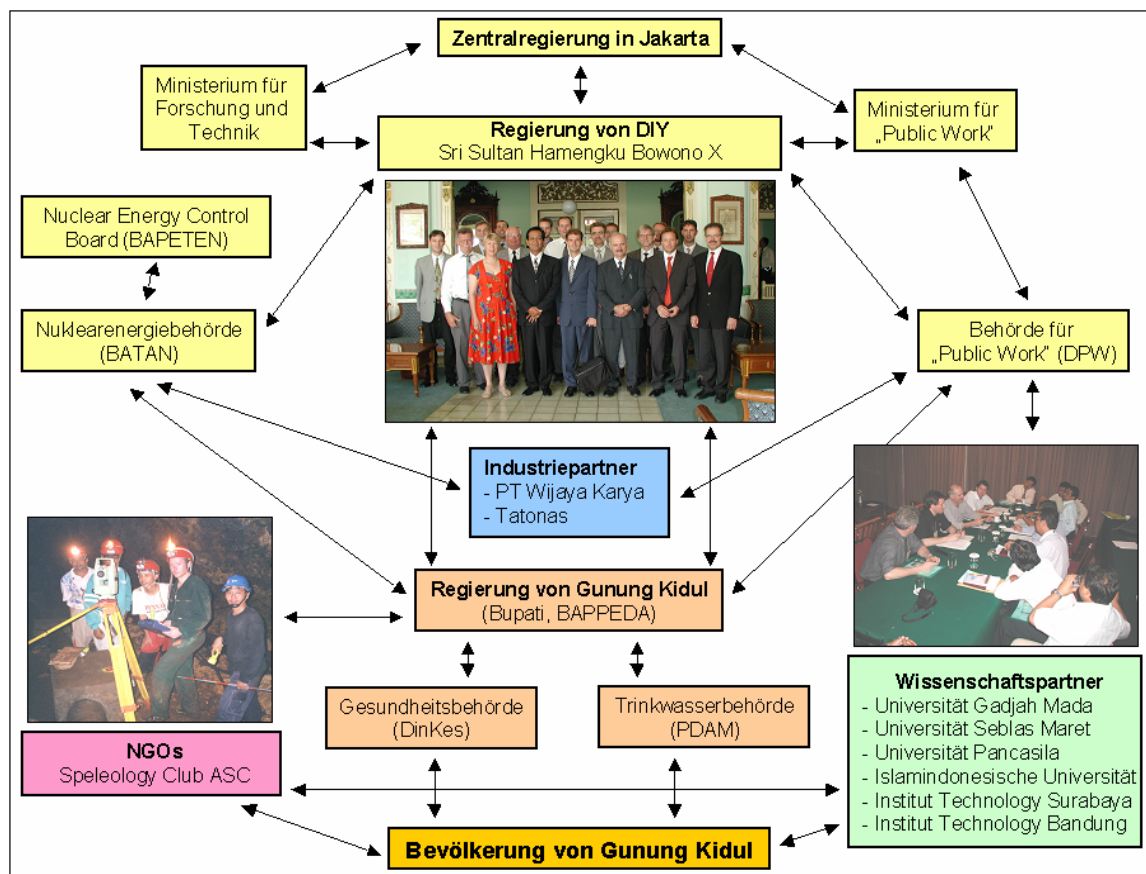 Zentralregierung in Jakarta
Ministerium für
Forschung und
Technik
Regierung von DIY
Sri Sultan Hamengku Bowono X
Ministerium für
„Public Work"
Nuclear Energy Control
Board (BAPETEN)
Nuklearenergiebehörde
(BATAN)
Behörde für
„Public Work" (DPW)
Industriepartner
- PT Wijaya Karya
- Tatonas
Regierung von Gunung Kidul
(Bupati, BAPPEDA)
Gesundheitsbehörde
(DinKes)
Trinkwasserbehörde
(PDAM)
NGOs
Speleology Club ASC
Wissenschaftspartner
- Universität Gadjah Mada
- Universität Seblas Maret
- Universität Pancasila
- Islamindonesische Universität
- Institut Technology Surabaya
- Institut Technology Bandung
Bevölkerung von Gunung Kidul